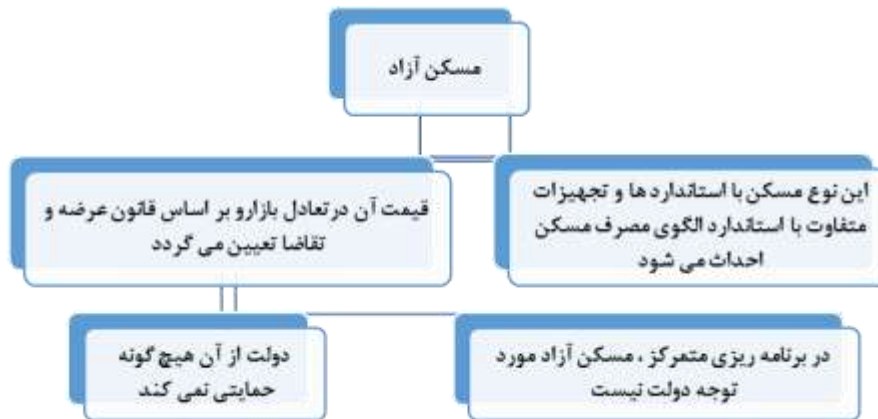 مسکن آزاد
این نوع مسکن با استاندارد ها و تجهیزات
متفاوت با استاندارد الگوی مصرف مسکن
احداث می شود
قیمت آن در تعادل بازارو بر اساس قانون عرضه و
تقاضا تعیین می گردد
در برنامه ریزی متمرکز ، مسکن آزاد مورد
توجه دولت نیست
دولت از آن هیچ گونه
حمایتی نمی کند